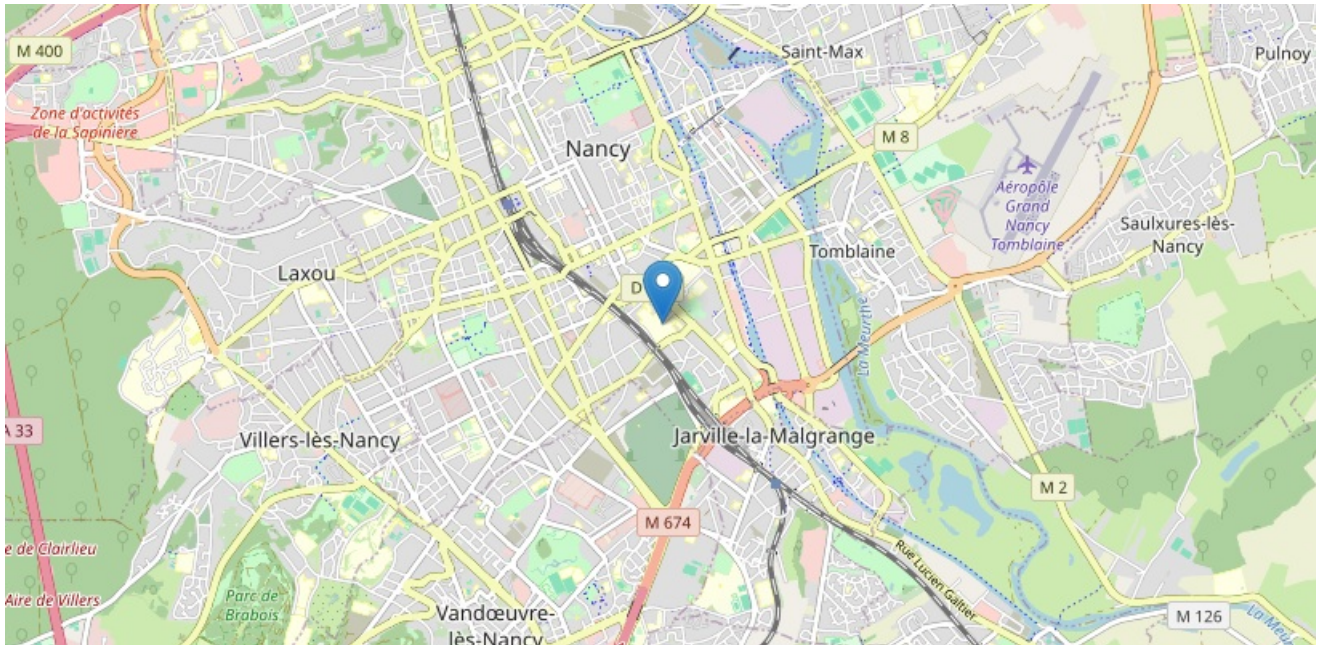 M 400
Saint-Max
Pulnoy
Zone d'activités
de la Sapinière
Nancy
M 8
Aéropôle
Grand
Nancy
Tomblaine
Saulxures-lès-
Nancy
Tomblaine
Laxou
D
La Meurthe
A 33
Villers-lès-Nancy
Jarville-la-Malgrange
M 2
M 674
e de Clairlieu
Aire de Villers
Parc de
Brabois
Rue Lucien Galtier
Vandœuvre-
lès-Nancy
M 126
La Meu